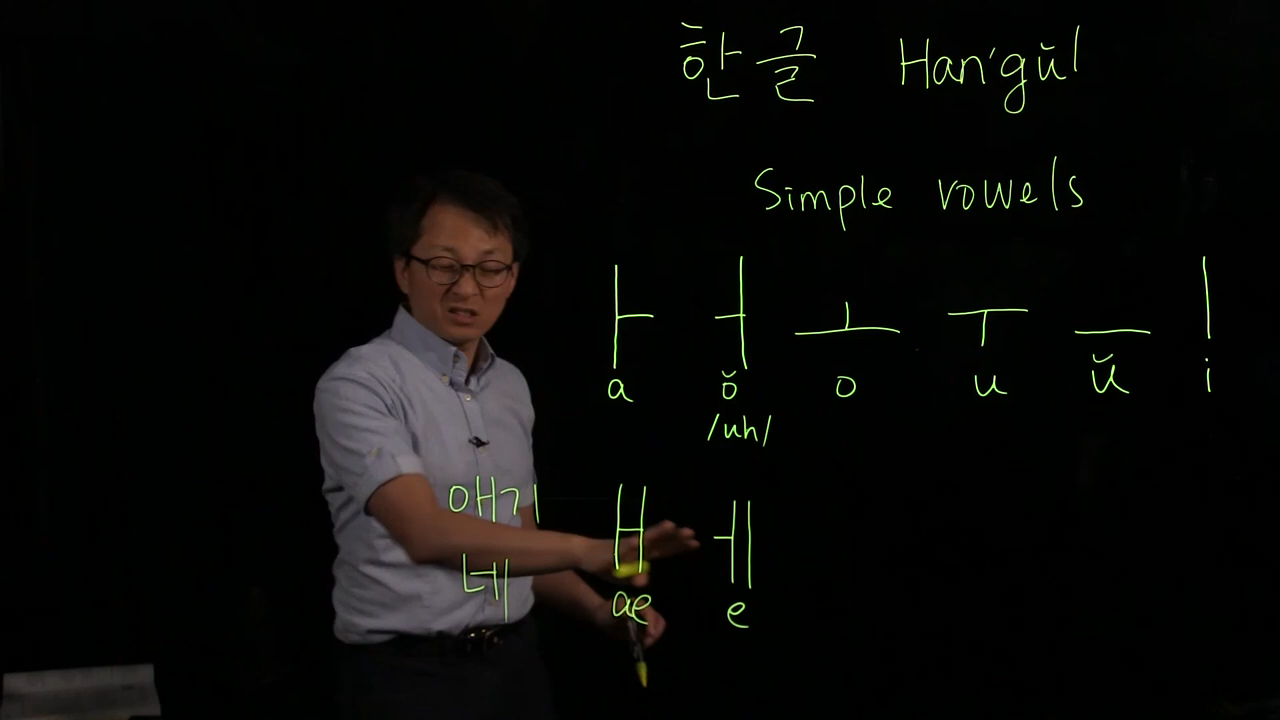 한글 Han'gŭl
Simple vowels
ㅏ ㅓ ㅗ ㅜ ㅡ ㅣ
a ŏ o u ŭ i
/uh/
애기 ㅐ ㅔ
네
ae e